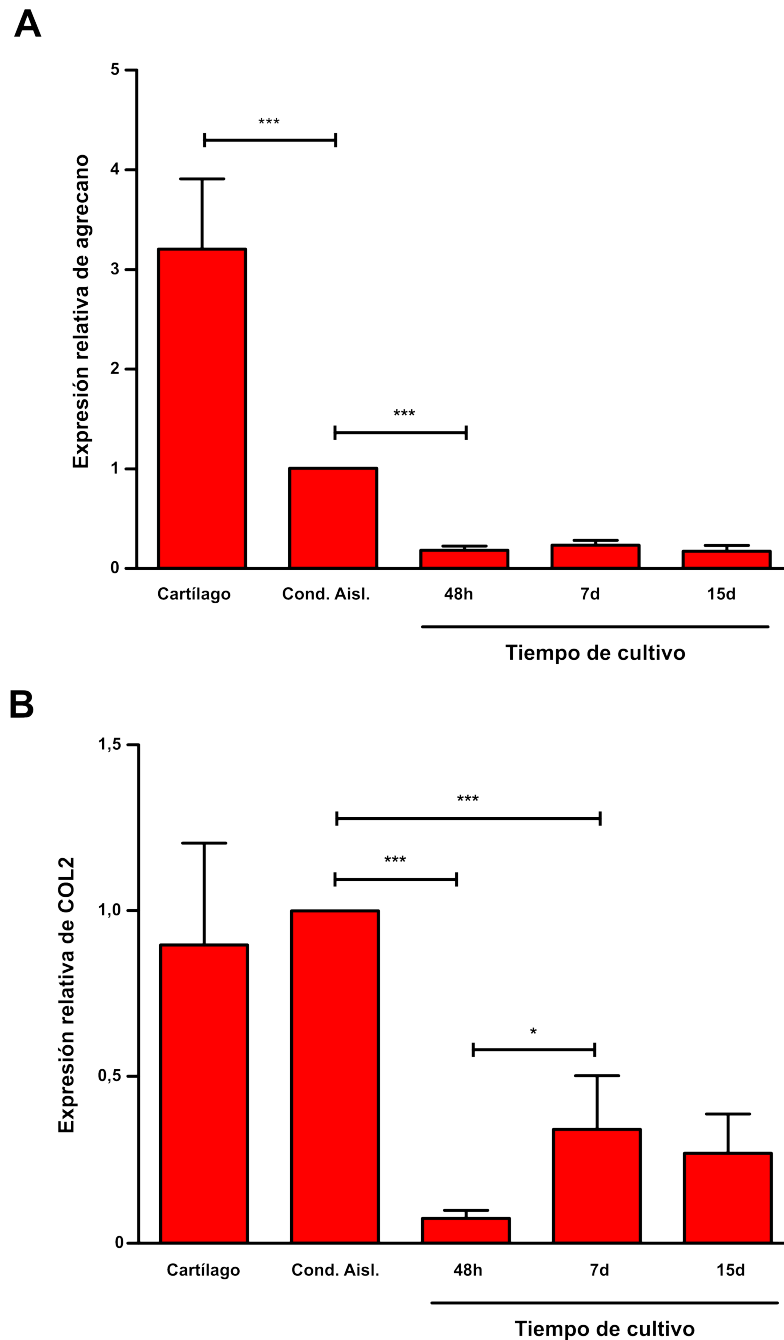 A
Expresión relativa de agrecano
5
4
3
2
1
0
***
***
Cartílago Cond. Aisl. 48h 7d 15d
Tiempo de cultivo
B
Expresión relativa de COL2
1,5
1,0
0,5
0
***
***
*
Cartílago Cond. Aisl. 48h 7d 15d
Tiempo de cultivo